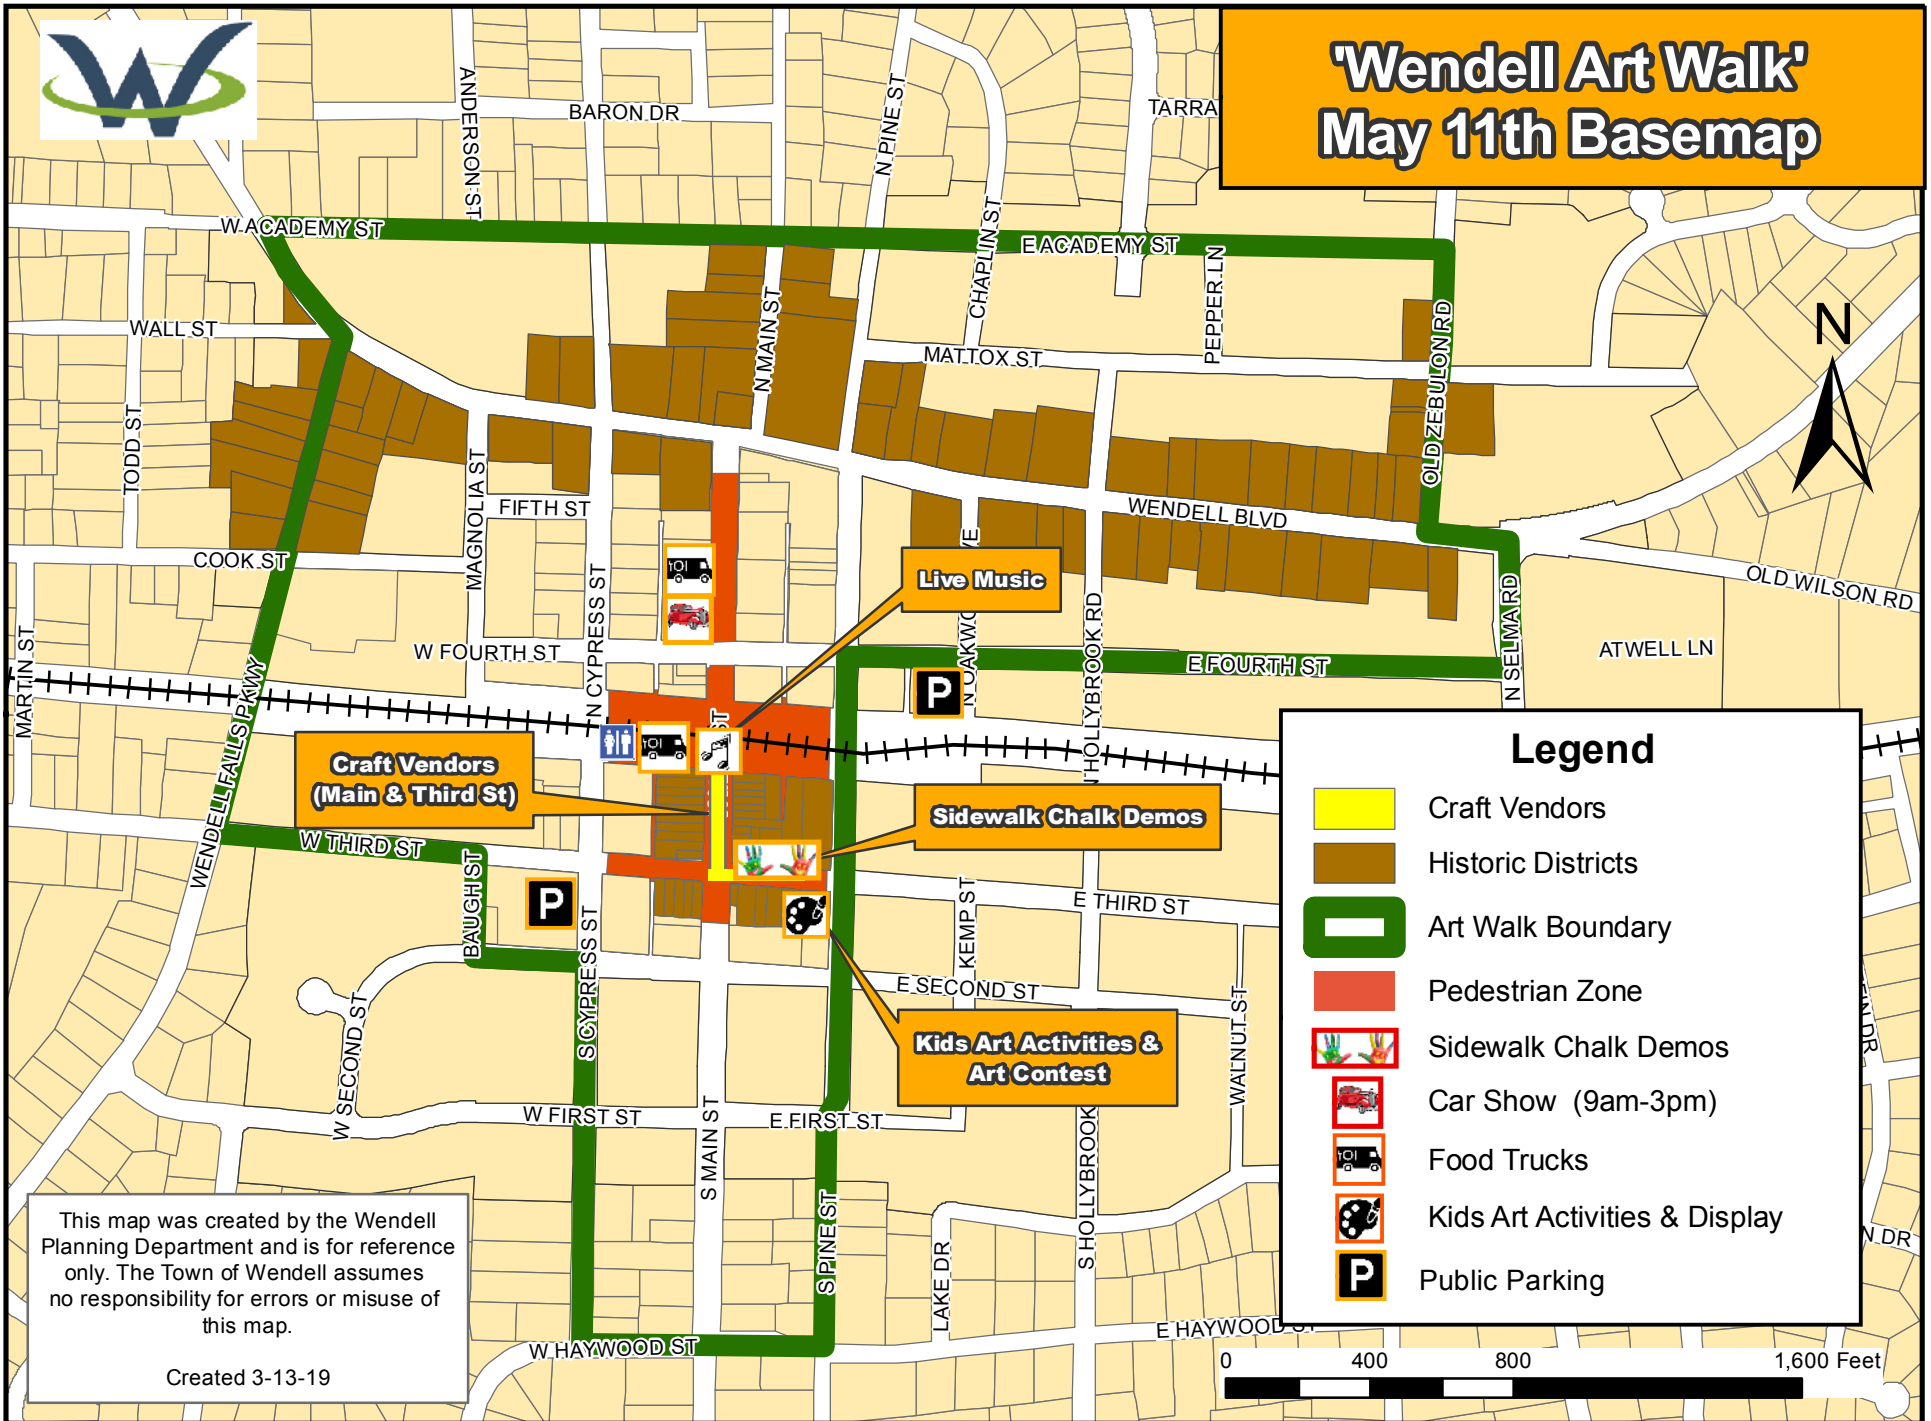 'Wendell Art Walk'
May 11th Basemap
ANDERSON ST
BARON DR
N PINE ST
TARRA
W ACADEMY ST
E ACADEMY ST
CHAPLIN ST
PEPPER LN
WALL ST
N MAIN ST
MATTOX ST
OLD ZEBULON RD
N
TODD ST
MAGNOLIA ST
FIFTH ST
WENDELL BLVD
COOK ST
N CYPRESS ST
Live Music
OLD WILSON RD
MARTIN ST
W FOURTH ST
E FOURTH ST
N SELMA RD
ATWELL LN
P
WENDELL FALLS PKWY
ST
Craft Vendors
(Main & Third St)
Sidewalk Chalk Demos
W THIRD ST
BAUGH ST
P
E THIRD ST
KEMP ST
S CYPRESS ST
E SECOND ST
W SECOND ST
WALNUT ST
Kids Art Activities &
Art Contest
W FIRST ST
E FIRST ST
S MAIN ST
S HOLLYBROOK
S PINE ST
LAKE DR
W HAYWOOD ST
E HAYWOOD ST
N DR
Legend
Craft Vendors
Historic Districts
Art Walk Boundary
Pedestrian Zone
Sidewalk Chalk Demos
Car Show (9am-3pm)
Food Trucks
Kids Art Activities & Display
P Public Parking
0 400 800 1,600 Feet
This map was created by the Wendell
Planning Department and is for reference
only. The Town of Wendell assumes
no responsibility for errors or misuse of
this map.
Created 3-13-19